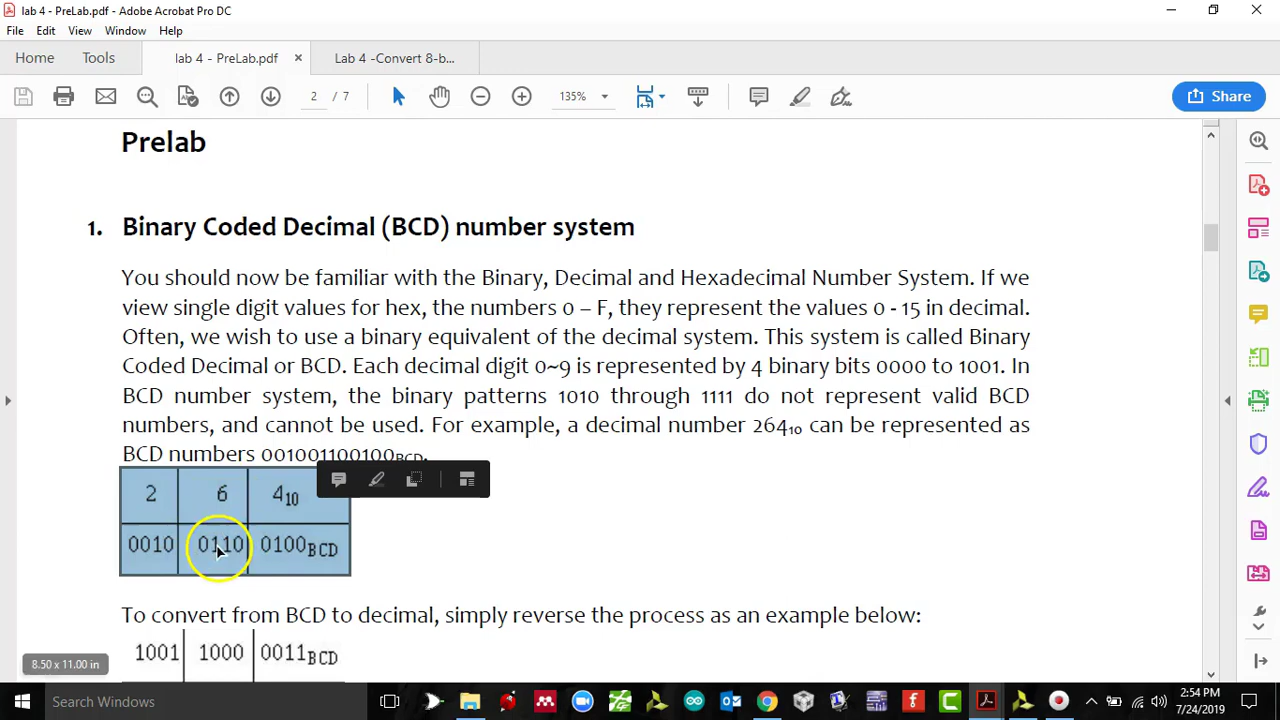 lab 4 - PreLab.pdf - Adobe Acrobat Pro DC
File Edit View Window Help
Home Tools lab 4 - PreLab.pdf × Lab 4 -Convert 8-b...
2 / 7 135% Share
Prelab
1. Binary Coded Decimal (BCD) number system
You should now be familiar with the Binary, Decimal and Hexadecimal Number System. If we
view single digit values for hex, the numbers 0 – F, they represent the values 0 - 15 in decimal.
Often, we wish to use a binary equivalent of the decimal system. This system is called Binary
Coded Decimal or BCD. Each decimal digit 0~9 is represented by 4 binary bits 0000 to 1001. In
BCD number system, the binary patterns 1010 through 1111 do not represent valid BCD
numbers, and cannot be used. For example, a decimal number 264₁₀ can be represented as
BCD numbers 001001100100BCD.
2 6 4₁₀
0010 0110 0100BCD
To convert from BCD to decimal, simply reverse the process as an example below:
1001 1000 0011BCD
8.50 x 11.00 in
Search Windows
2:54 PM
7/24/2019